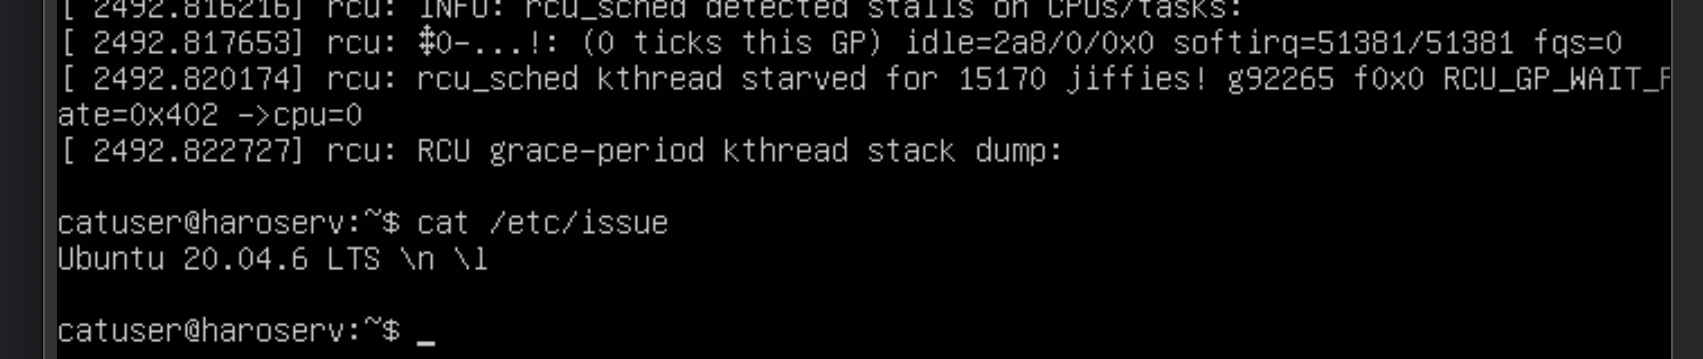 [ 2492.816216] rcu: INFO: rcu_sched detected stalls on CPUs/tasks:
[ 2492.817653] rcu: ‡0-...!: (0 ticks this GP) idle=2a8/0/0x0 softirq=51381/51381 fqs=0
[ 2492.820174] rcu: rcu_sched kthread starved for 15170 jiffies! g92265 f0x0 RCU_GP_WAIT_F
ate=0x402 ->cpu=0
[ 2492.822727] rcu: RCU grace-period kthread stack dump:
catuser@haroserv:~$ cat /etc/issue
Ubuntu 20.04.6 LTS \n \l
catuser@haroserv:~$ _